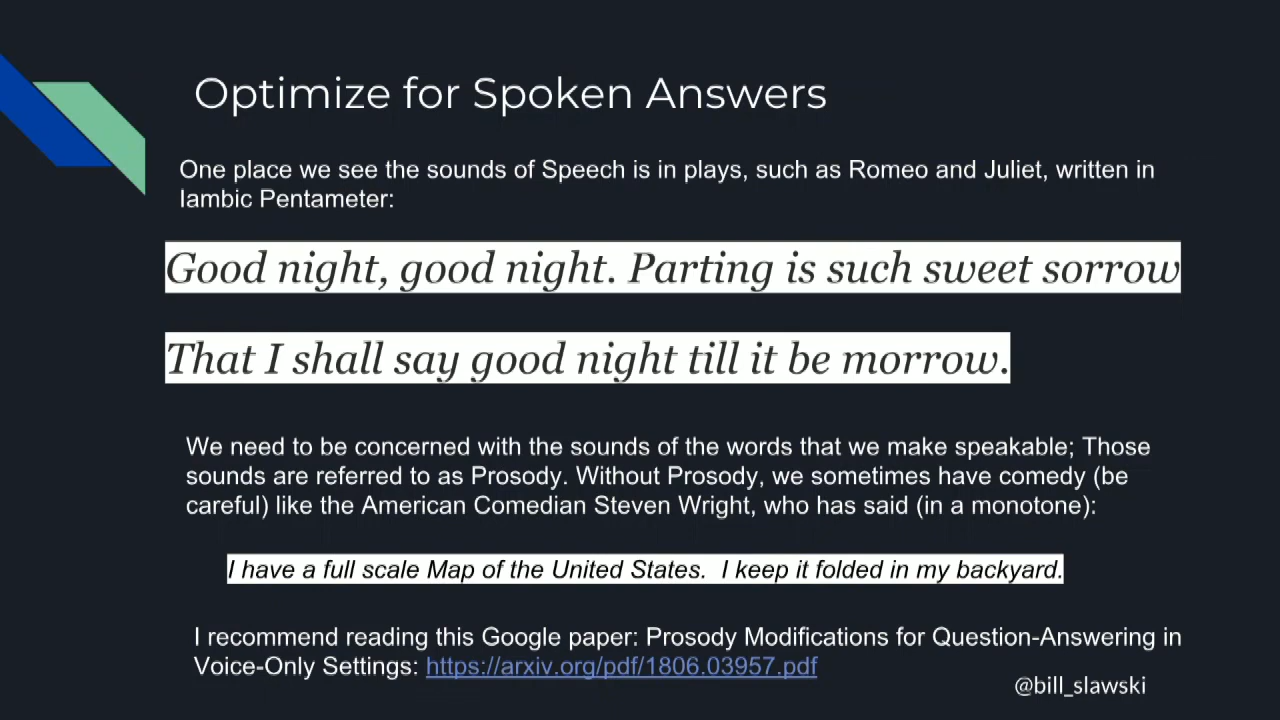 Optimize for Spoken Answers
One place we see the sounds of Speech is in plays, such as Romeo and Juliet, written in
Iambic Pentameter:
Good night, good night. Parting is such sweet sorrow
That I shall say good night till it be morrow.
We need to be concerned with the sounds of the words that we make speakable; Those
sounds are referred to as Prosody. Without Prosody, we sometimes have comedy (be
careful) like the American Comedian Steven Wright, who has said (in a monotone):
I have a full scale Map of the United States.  I keep it folded in my backyard.
I recommend reading this Google paper: Prosody Modifications for Question-Answering in
Voice-Only Settings: https://arxiv.org/pdf/1806.03957.pdf
@bill_slawski